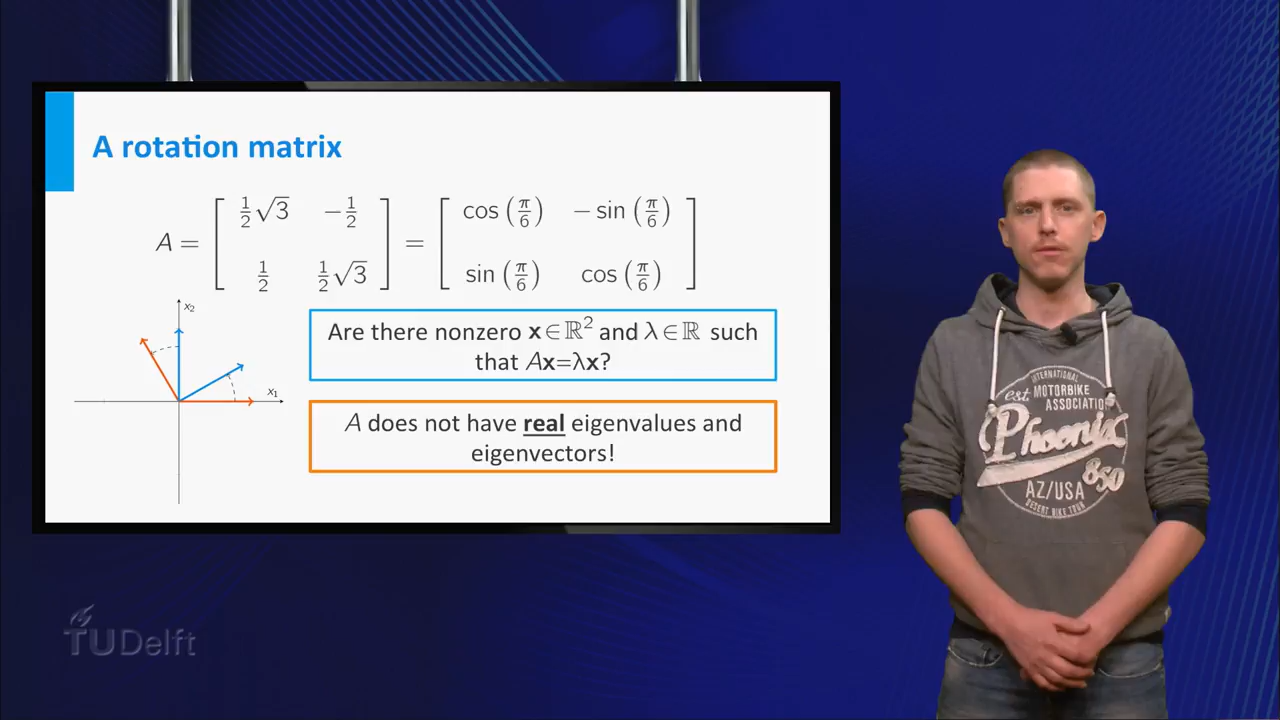 A rotation matrix
A = [ ½√3 −½ ; ½ ½√3 ] = [ cos(π/6) −sin(π/6) ; sin(π/6) cos(π/6) ]
x₂
x₁
Are there nonzero x∈ℝ² and λ∈ℝ such
that Ax=λx?
A does not have real eigenvalues and
eigenvectors!
TUDelft
INTERNATIONAL
est. MOTORBIKE
ASSOCIATION
Phoenix
850
AZ/USA
DESERT BIKE TOUR